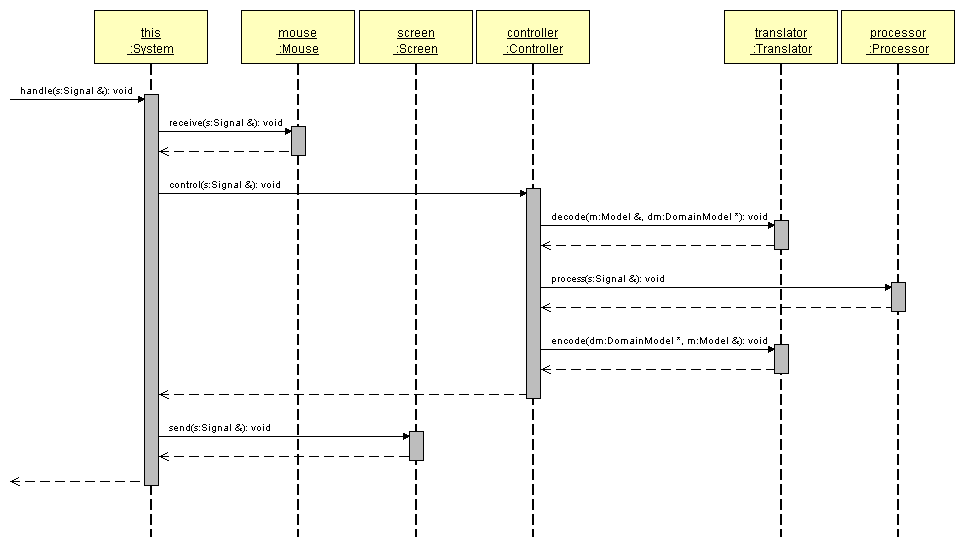 this
:System
mouse
:Mouse
screen
:Screen
controller
:Controller
translator
:Translator
processor
:Processor
handle(s:Signal &): void
receive(s:Signal &): void
control(s:Signal &): void
decode(m:Model &, dm:DomainModel *): void
process(s:Signal &): void
encode(dm:DomainModel *, m:Model &): void
send(s:Signal &): void